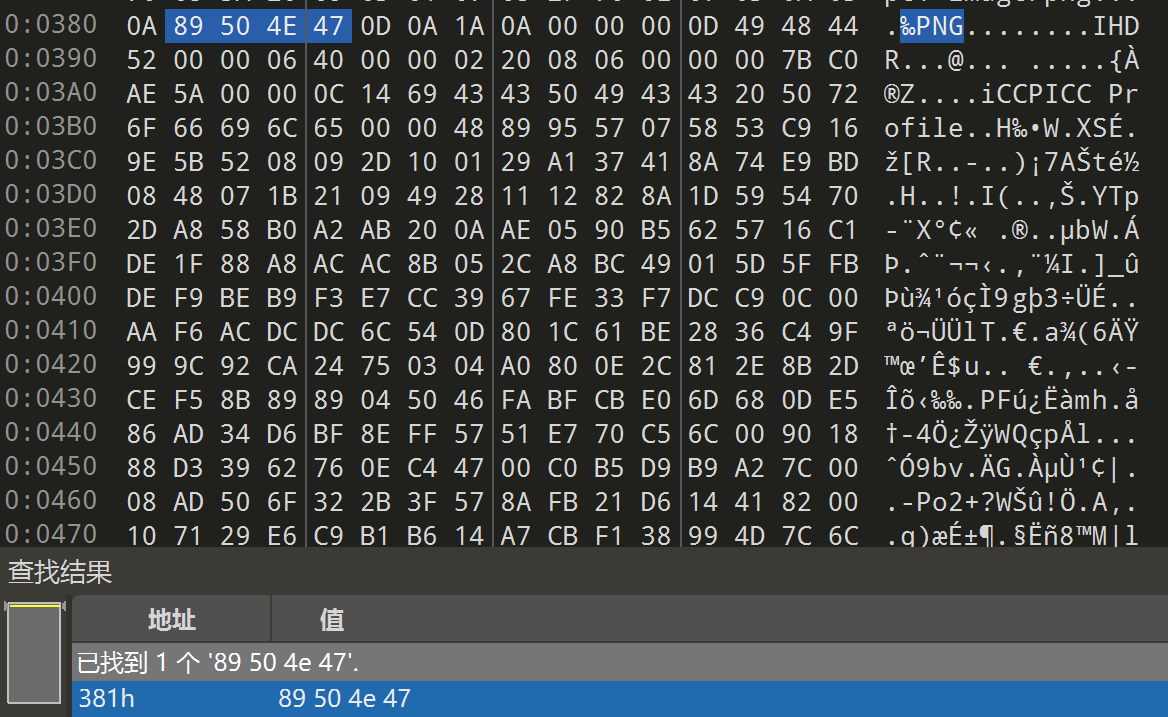 0:0380 0A 89 50 4E 47 0D 0A 1A 0A 00 00 00 0D 49 48 44 .‰PNG........IHD
0:0390 52 00 00 06 40 00 00 02 20 08 06 00 00 00 7B C0 R...@... .....{À
0:03A0 AE 5A 00 00 0C 14 69 43 43 50 49 43 43 20 50 72 ®Z....iCCPICC Pr
0:03B0 6F 66 69 6C 65 00 00 48 89 95 57 07 58 53 C9 16 ofile..H‰•W.XSÉ.
0:03C0 9E 5B 52 08 09 2D 10 01 29 A1 37 41 8A 74 E9 BD ž[R..-..)¡7AŠté½
0:03D0 08 48 07 1B 21 09 49 28 11 12 82 8A 1D 59 54 70 .H..!.I(..‚Š.YTp
0:03E0 2D A8 58 B0 A2 AB 20 0A AE 05 90 B5 62 57 16 C1 -¨X°¢« .®..µbW.Á
0:03F0 DE 1F 88 A8 AC AC 8B 05 2C A8 BC 49 01 5D 5F FB Þ.ˆ¨¬¬‹.,¨¼I.]_û
0:0400 DE F9 BE B9 F3 E7 CC 39 67 FE 33 F7 DC C9 0C 00 Þù¾¹óçÌ9gþ3÷ÜÉ..
0:0410 AA F6 AC DC DC 6C 54 0D 80 1C 61 BE 28 36 C4 9F ªö¬ÜÜlT.€.a¾(6ÄŸ
0:0420 99 9C 92 CA 24 75 03 04 A0 80 0E 2C 81 2E 8B 2D ™œ’Ê$u.. €.,..‹-
0:0430 CE F5 8B 89 89 04 50 46 FA BF CB E0 6D 68 0D E5 Îõ‹‰‰.PFú¿Ëàmh.å
0:0440 86 AD 34 D6 BF 8E FF 57 51 E7 70 C5 6C 00 90 18 †-4Ö¿ŽÿWQçpÅl...
0:0450 88 D3 39 62 76 0E C4 47 00 C0 B5 D9 B9 A2 7C 00 ˆÓ9bv.ÄG.ÀµÙ¹¢|.
0:0460 08 AD 50 6F 32 2B 3F 57 8A FB 21 D6 14 41 82 00 .-Po2+?WŠû!Ö.A‚.
0:0470 10 71 29 E6 C9 B1 B6 14 A7 CB F1 38 99 4D 7C 6C .q)æÉ±¶.§Ëñ8™M|l
查找结果
地址 值
已找到 1 个 '89 50 4e 47'.
381h 89 50 4e 47